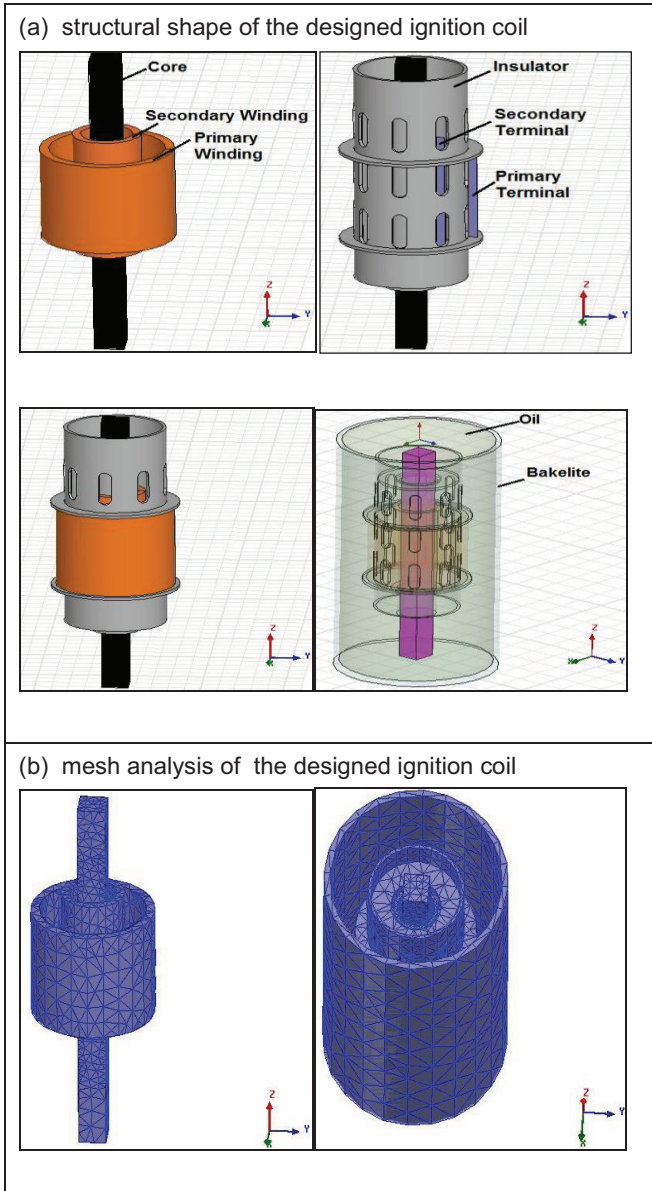 (a) structural shape of the designed ignition coil
Core
Secondary Winding
Primary
Winding
Z
Y
X
Insulator
Secondary
Terminal
Primary
Terminal
Z
Y
X
Z
Y
X
Oil
Bakelite
Z
X
Y
(b) mesh analysis of the designed ignition coil
Z
Y
X
Z
Y
X